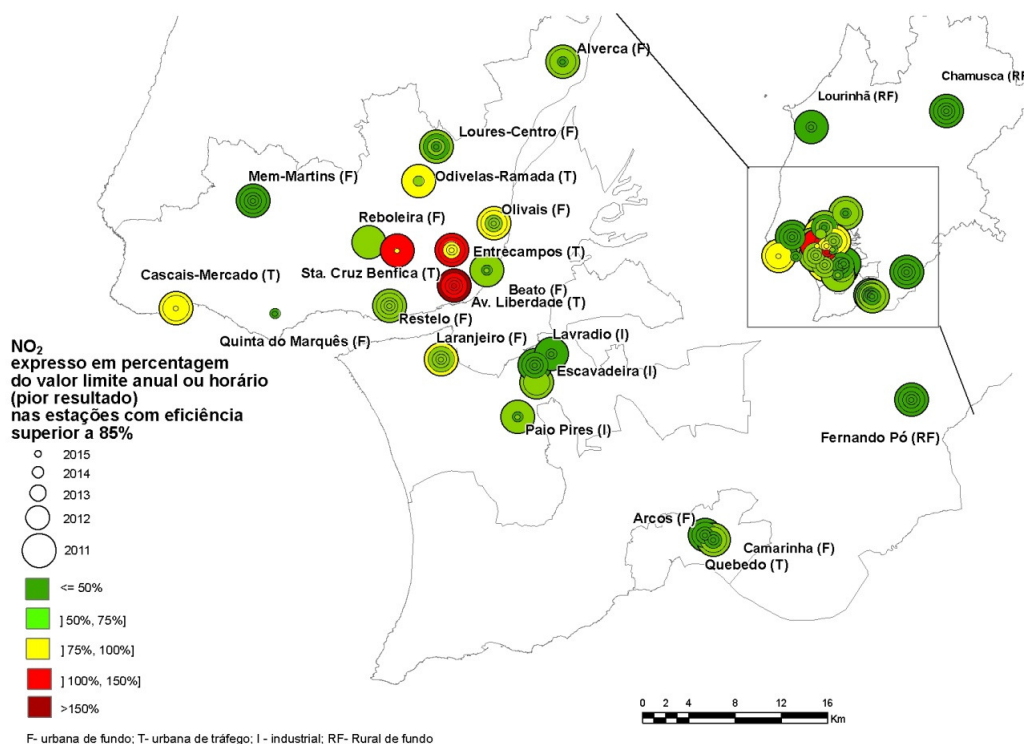 Alverca (F)
Chamusca (RF
Lourinhã (RF)
Loures-Centro (F)
Mem-Martins (F)
Odivelas-Ramada (T)
Olivais (F)
Reboleira (F)
Entrecampos (T)
Cascais-Mercado (T)
Sta. Cruz Benfica (T)
Beato (F)
Av. Liberdade (T)
Restelo (F)
Quinta do Marquês (F)
Laranjeiro (F)
Lavradio (I)
Escavadeira (I)
Paio Pires (I)
Fernando Pó (RF)
Arcos (F)
Camarinha (F)
Quebedo (T)
NO₂
expresso em percentagem
do valor limite anual ou horário
(pior resultado)
nas estações com eficiência
superior a 85%
2015
2014
2013
2012
2011
<= 50%
] 50%, 75%]
] 75%, 100%]
] 100%, 150%]
>150%
0 2 4 8 12 16
Km
F- urbana de fundo; T- urbana de tráfego; I - industrial; RF- Rural de fundo